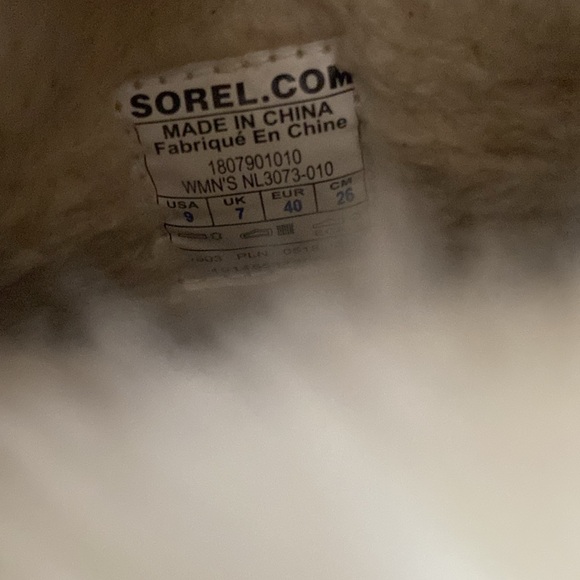 SOREL.COM
MADE IN CHINA
Fabriqué En Chine
1807901010
WMN'S NL3073-010
USA UK EUR CM
9 7 40 26
PLN